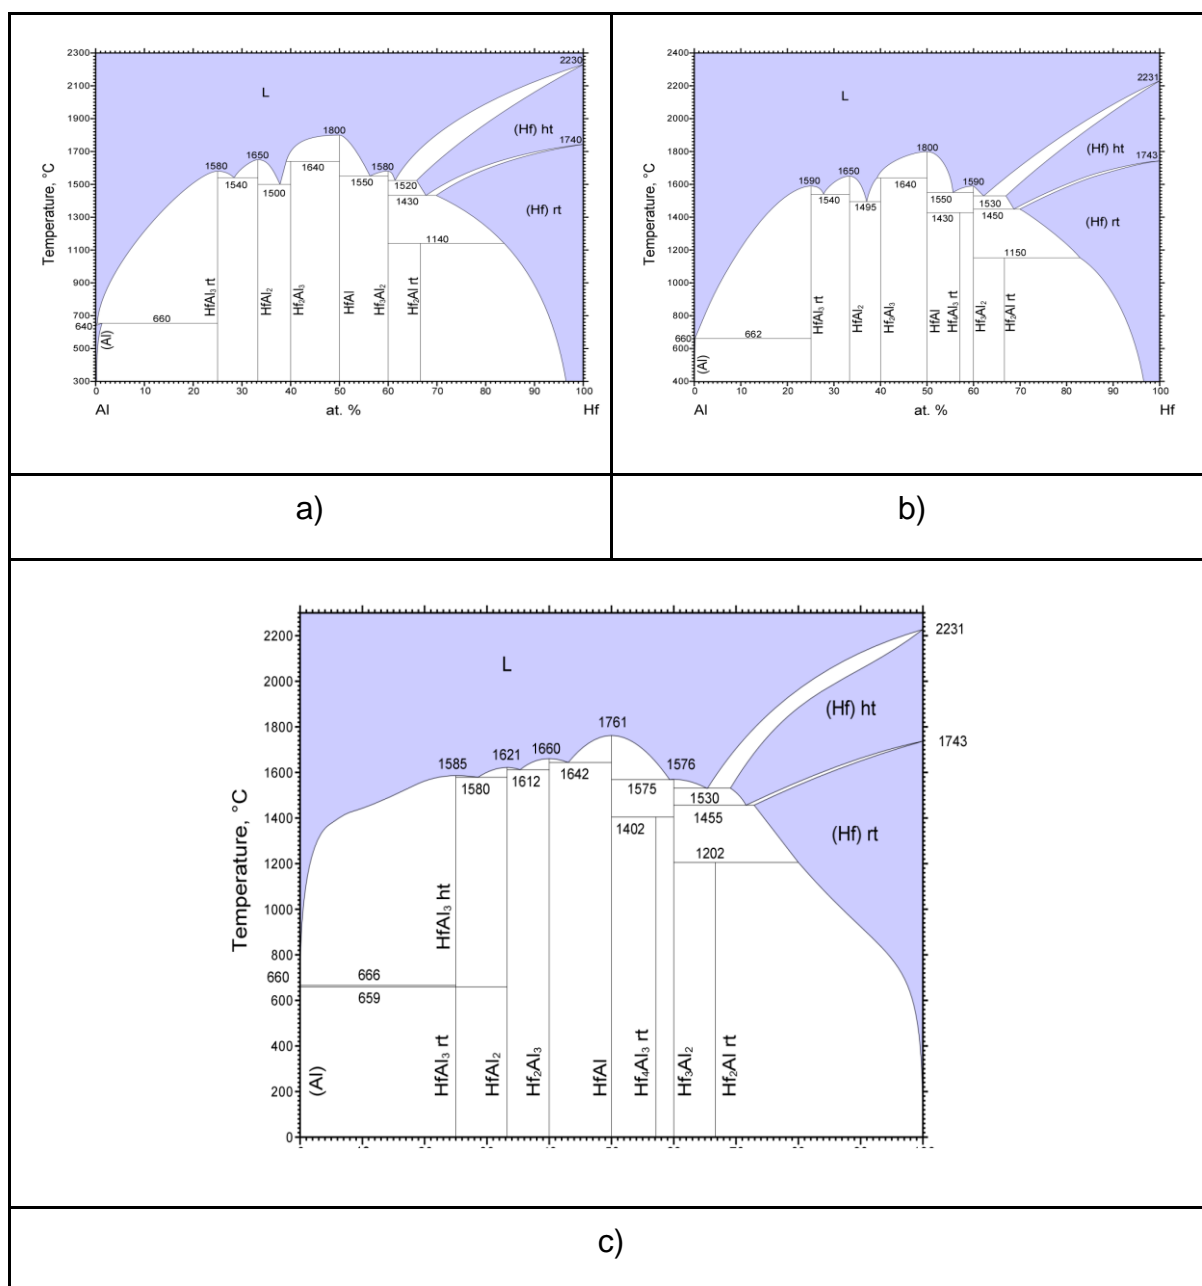 2300
2100
1900
1700
1500
1300
1100
900
700
500
300
Temperature, °C
L
2230
(Hf) ht
1740
(Hf) rt
1800
1580
1650
1580
1640
1540
1500
1550
1520
1430
1140
660
640
(Al)
HfAl₃ rt
HfAl₂
Hf₂Al₃
HfAl
Hf₃Al₂
Hf₂Al rt
0 10 20 30 40 50 60 70 80 90 100
Al at. % Hf
2400
2200
2000
1800
1600
1400
1200
1000
800
600
400
Temperature, °C
L
2231
(Hf) ht
1743
(Hf) rt
1800
1590
1650
1590
1640
1540
1495
1550
1530
1430
1450
1150
662
660
(Al)
HfAl₃ rt
HfAl₂
Hf₂Al₃
HfAl
Hf₄Al₃ rt
Hf₃Al₂
Hf₂Al rt
0 10 20 30 40 50 60 70 80 90 100
Al at. % Hf
a)
b)
2200
2000
1800
1600
1400
1200
1000
800
600
400
200
0
Temperature, °C
L
2231
(Hf) ht
1743
(Hf) rt
1761
1585
1621
1660
1576
1580
1612
1642
1575
1530
1402
1455
1202
660
666
659
(Al)
HfAl₃ ht
HfAl₃ rt
HfAl₂
Hf₂Al₃
HfAl
Hf₄Al₃ rt
Hf₃Al₂
Hf₂Al rt
c)